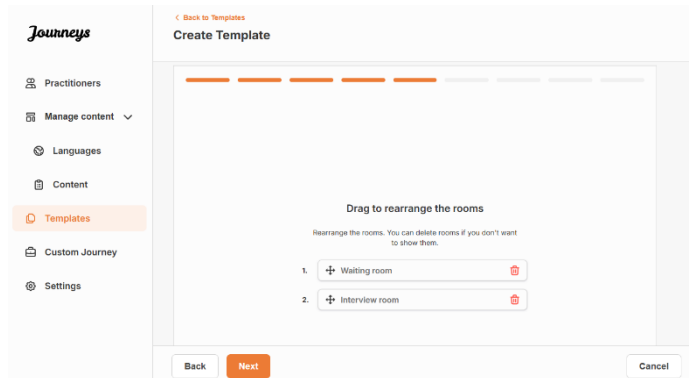 Journeys
Back to Templates
Create Template
Practitioners
Manage content
Languages
Content
Templates
Custom Journey
Settings
Drag to rearrange the rooms
Rearrange the rooms. You can delete rooms if you don't want
to show them.
1. Waiting room
2. Interview room
Back Next Cancel